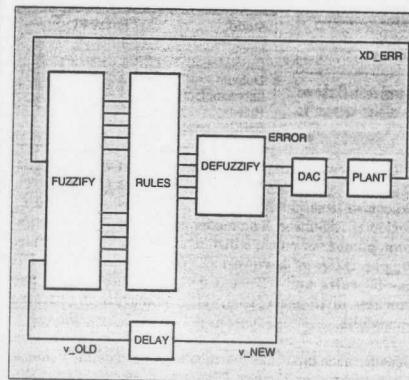 XD_ERR
ERROR
FUZZIFY
RULES
DEFUZZIFY
DAC
PLANT
DELAY
v_OLD
v_NEW